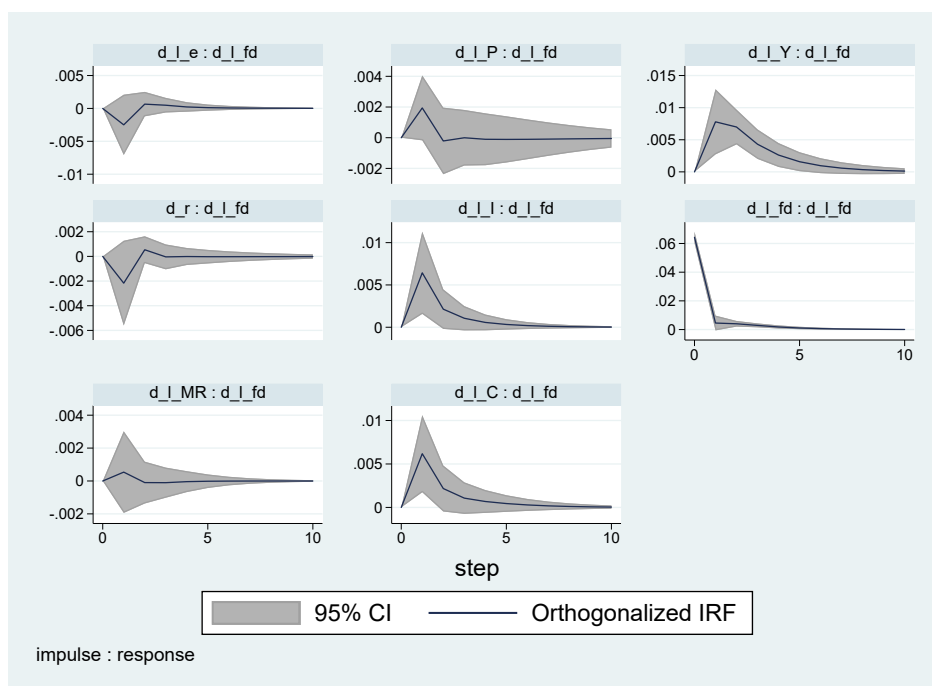 d_l_e : d_l_fd
.005
0
-.005
-.01
d_l_P : d_l_fd
.004
.002
0
-.002
d_l_Y : d_l_fd
.015
.01
.005
0
d_r : d_l_fd
.002
0
-.002
-.004
-.006
d_l_I : d_l_fd
.01
.005
0
d_l_fd : d_l_fd
.06
.04
.02
0
0 5 10
d_l_MR : d_l_fd
.004
.002
0
-.002
0 5 10
d_l_C : d_l_fd
.01
.005
0
0 5 10
step
95% CI Orthogonalized IRF
impulse : response